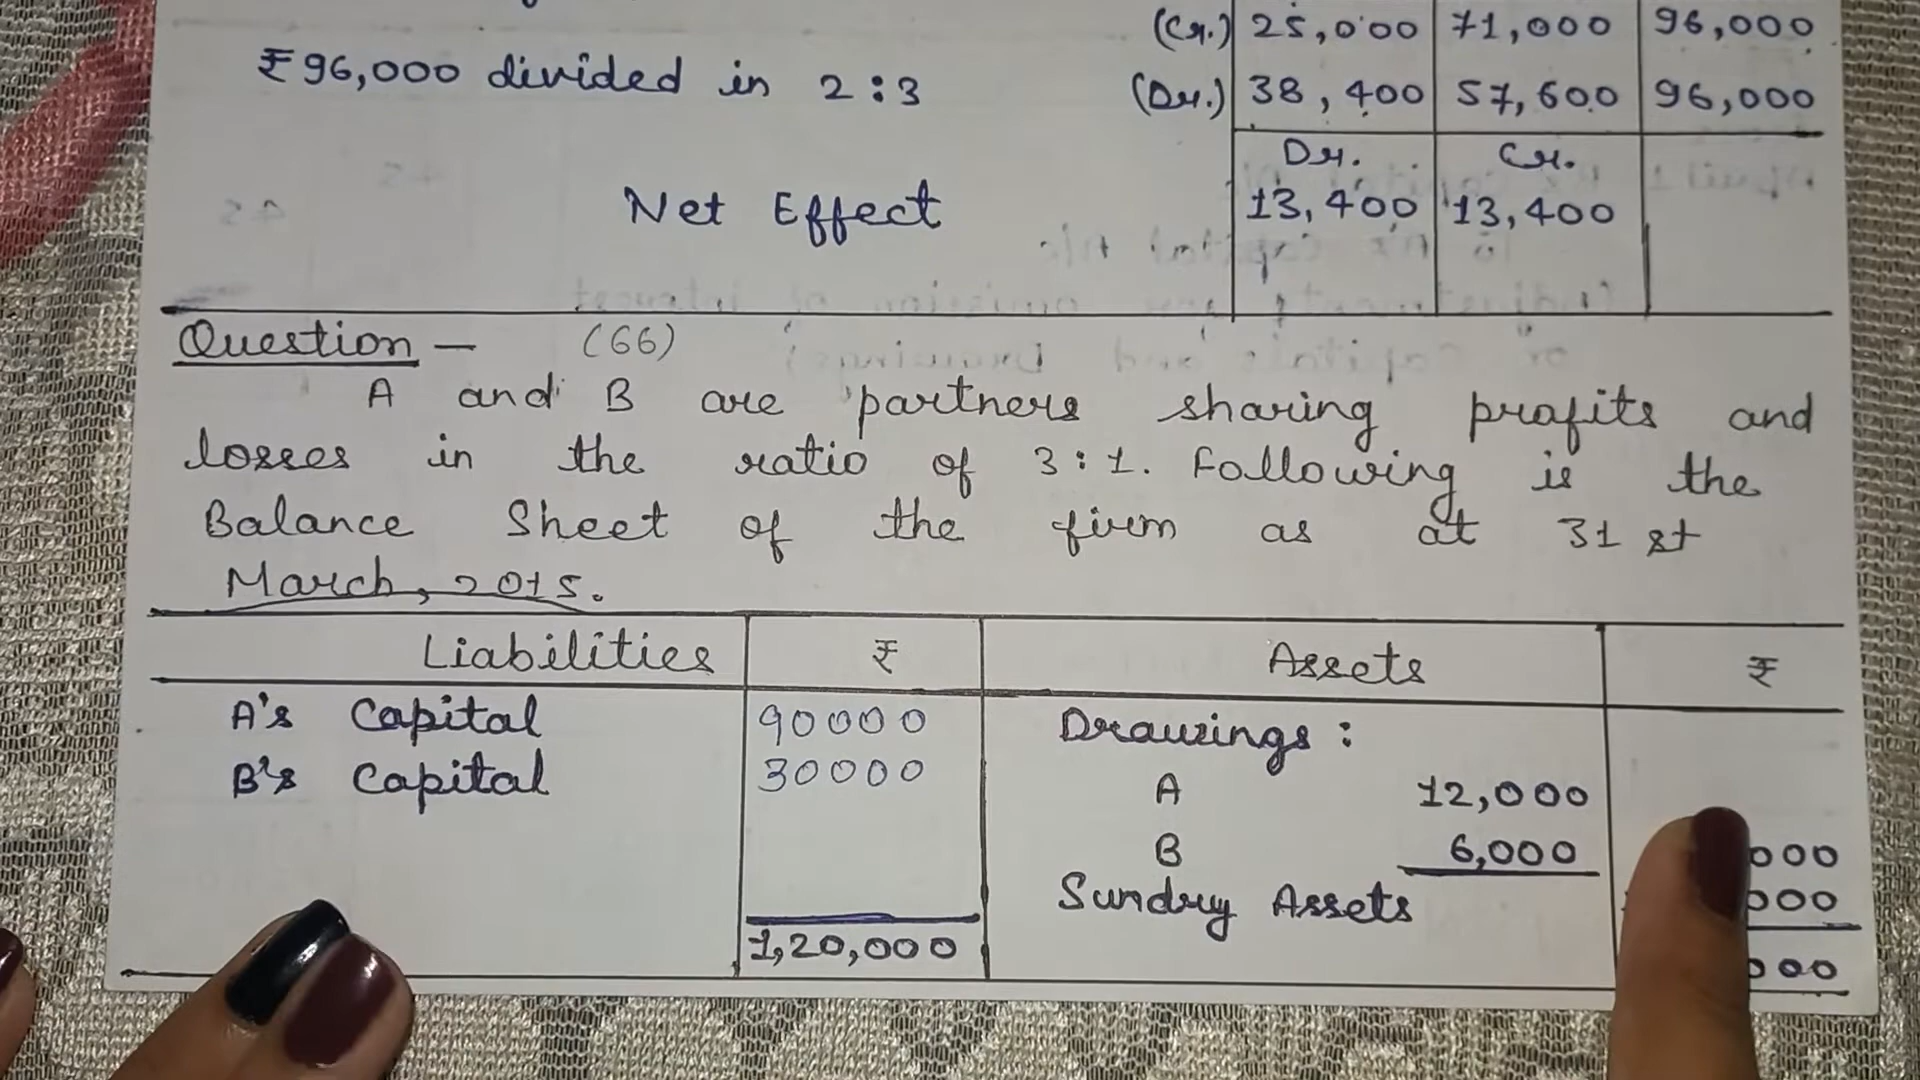 (Cr.) 25,000 71,000 96,000
₹96,000 divided in 2:3 (Dr.) 38,400 57,600 96,000
Dr. Cr.
Net Effect 13,400 13,400
Question - (66)
A and B are partners sharing profits and
losses in the ratio of 3:1. Following is the
Balance Sheet of the firm as at 31st
March, 2015.
Liabilities ₹ Assets ₹
A's Capital 90000 Drawings:
B's Capital 30000 A 12,000
B 6,000 000
Sundry Assets 000
1,20,000 000